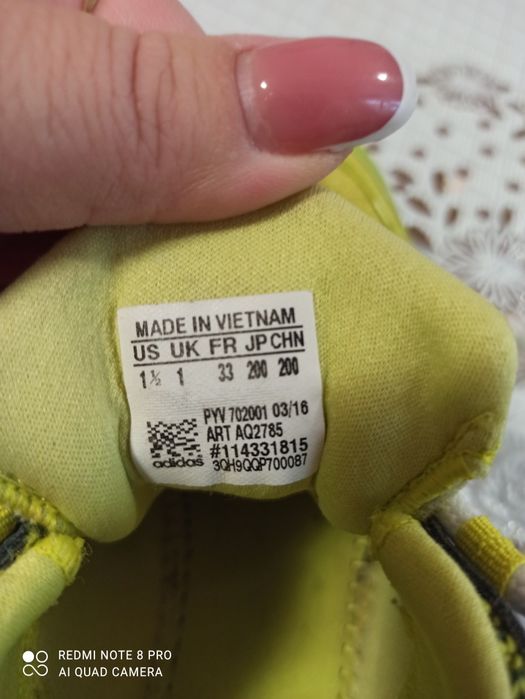 MADE IN VIETNAM
US UK FR JP CHN
1½ 1 33 200 200
PYV 702001 03/16
ART AQ2785
#114331815
adidas 3QH9QQP700087
REDMI NOTE 8 PRO
AI QUAD CAMERA